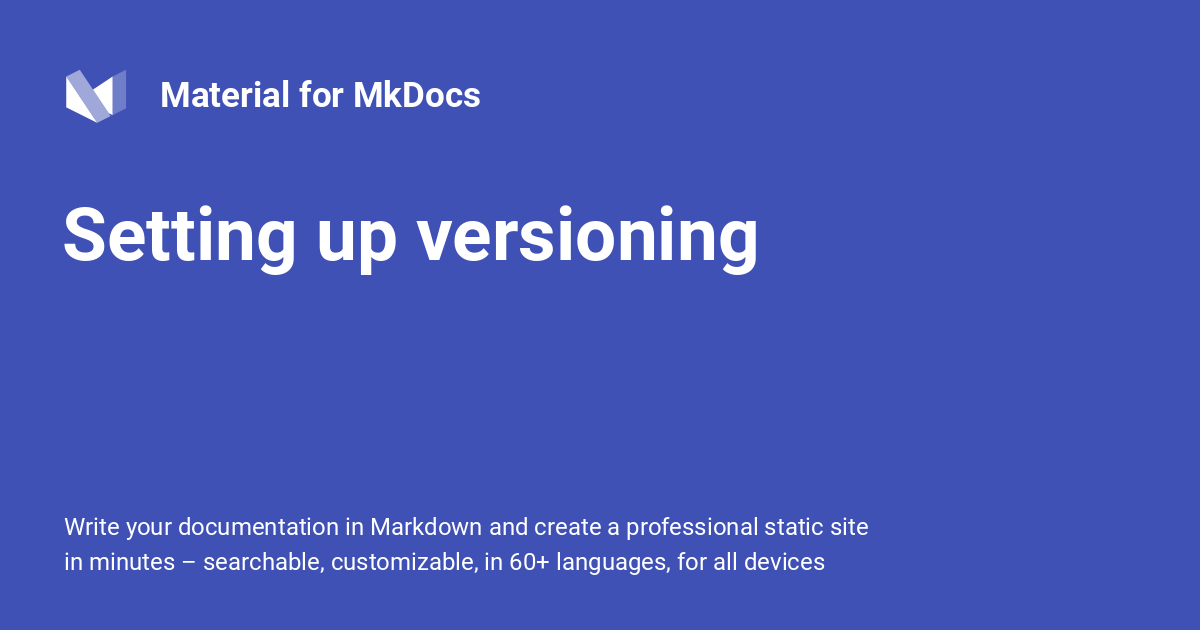 Material for MkDocs
Setting up versioning
Write your documentation in Markdown and create a professional static site
in minutes – searchable, customizable, in 60+ languages, for all devices